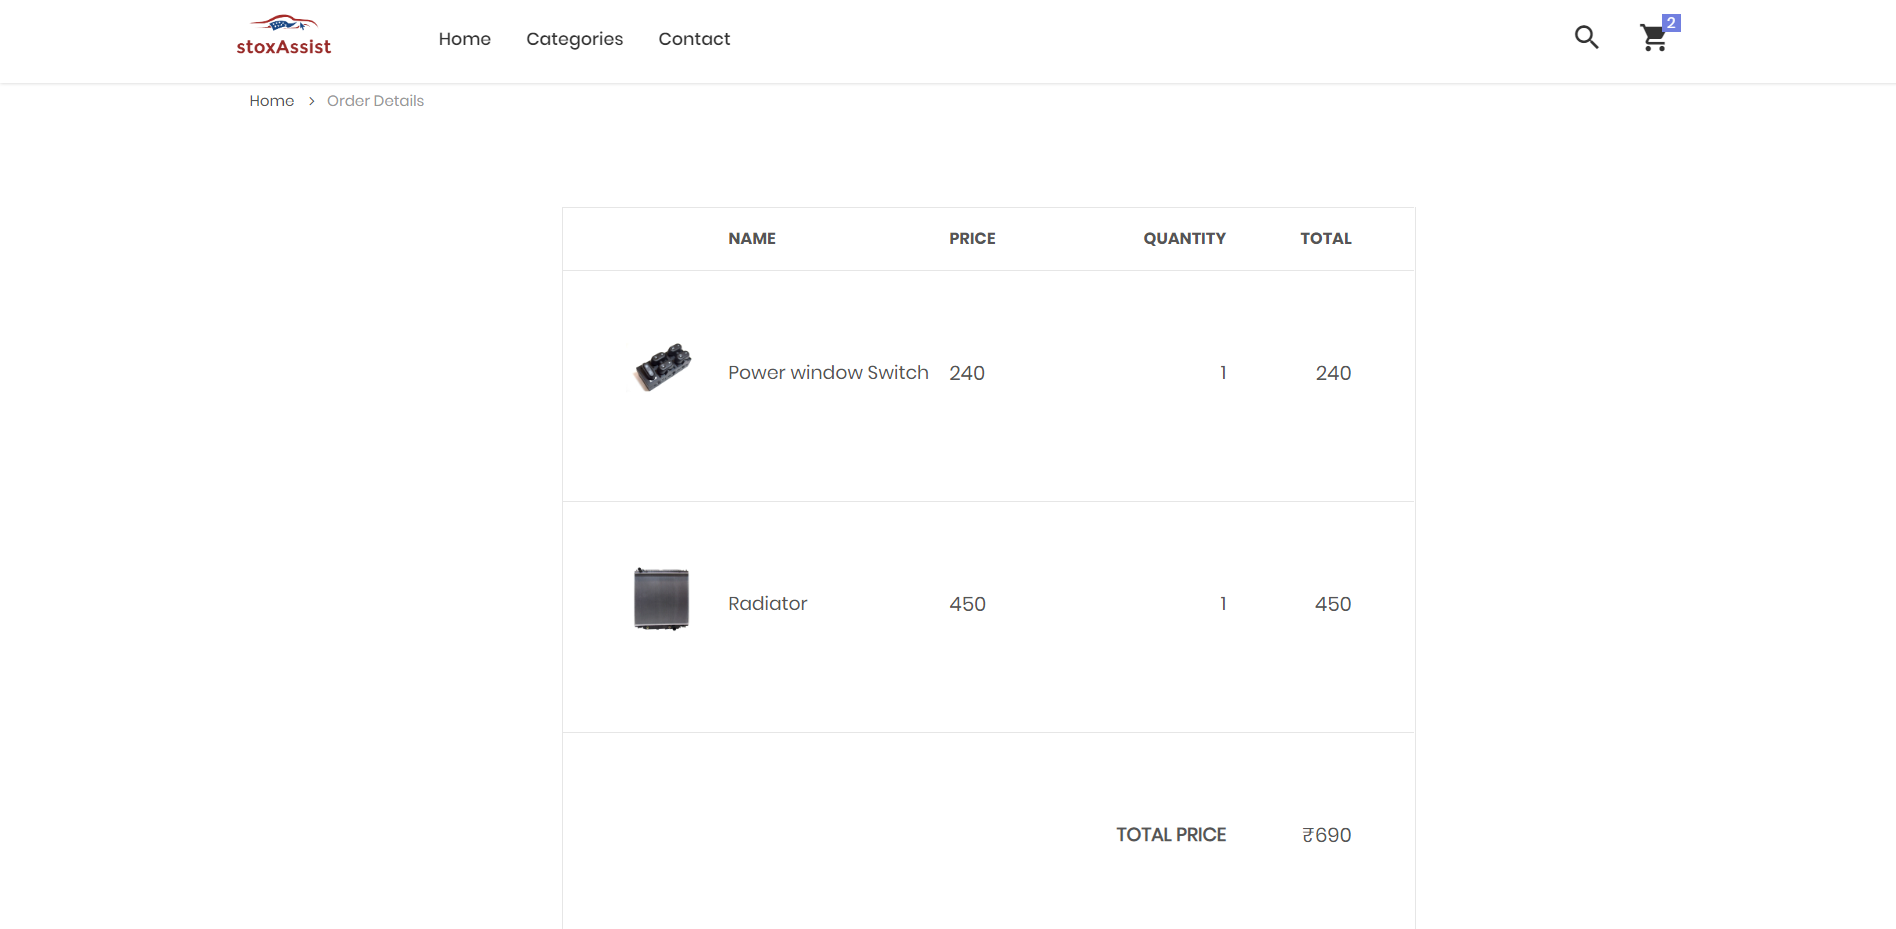 stoxAssist
Home Categories Contact
2
Home > Order Details
NAME PRICE QUANTITY TOTAL
Power window Switch 240 1 240
Radiator 450 1 450
TOTAL PRICE ₹690